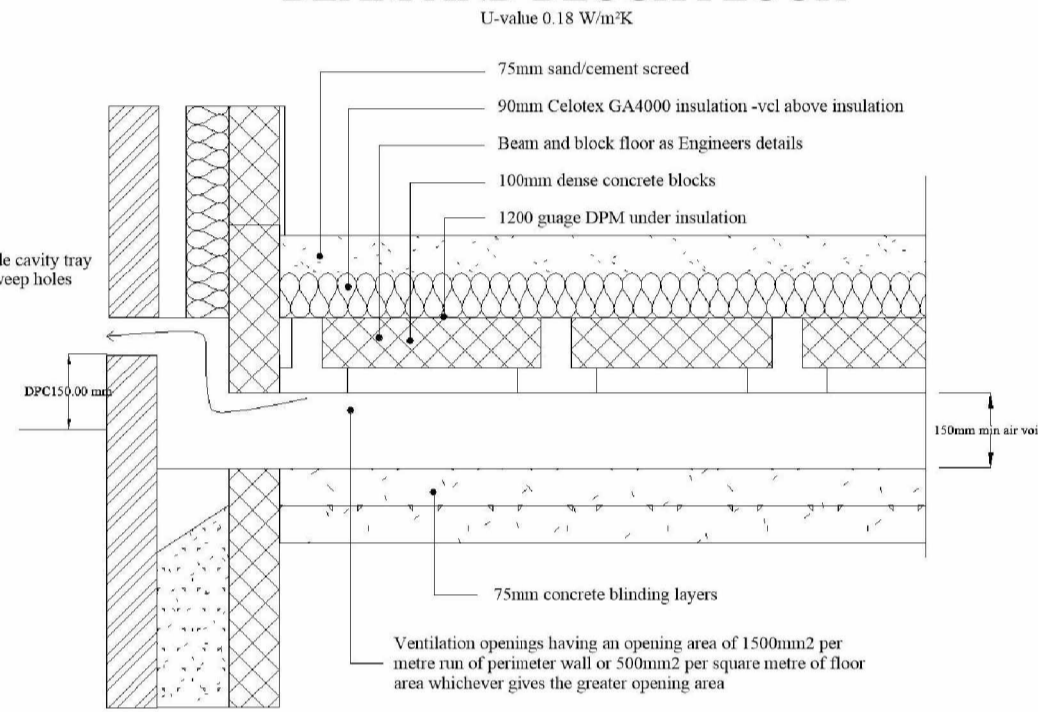 U-value 0.18 W/m²K
75mm sand/cement screed
90mm Celotex GA4000 insulation -vcl above insulation
Beam and block floor as Engineers details
100mm dense concrete blocks
1200 guage DPM under insulation
cavity tray
holes
DPC150.00 mm
150mm min air
75mm concrete blinding layers
Ventilation openings having an opening area of 1500mm2 per
metre run of perimeter wall or 500mm2 per square metre of floor
area whichever gives the greater opening area